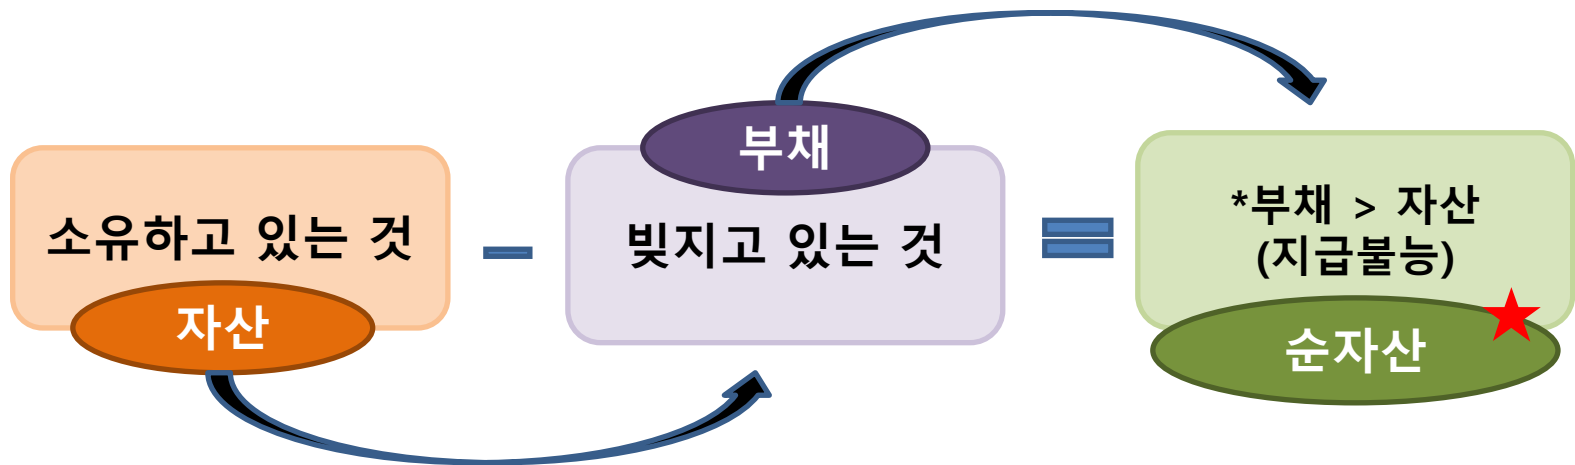 소유하고 있는 것
자산
부채
빚지고 있는 것
*부채 > 자산
(지급불능)
순자산